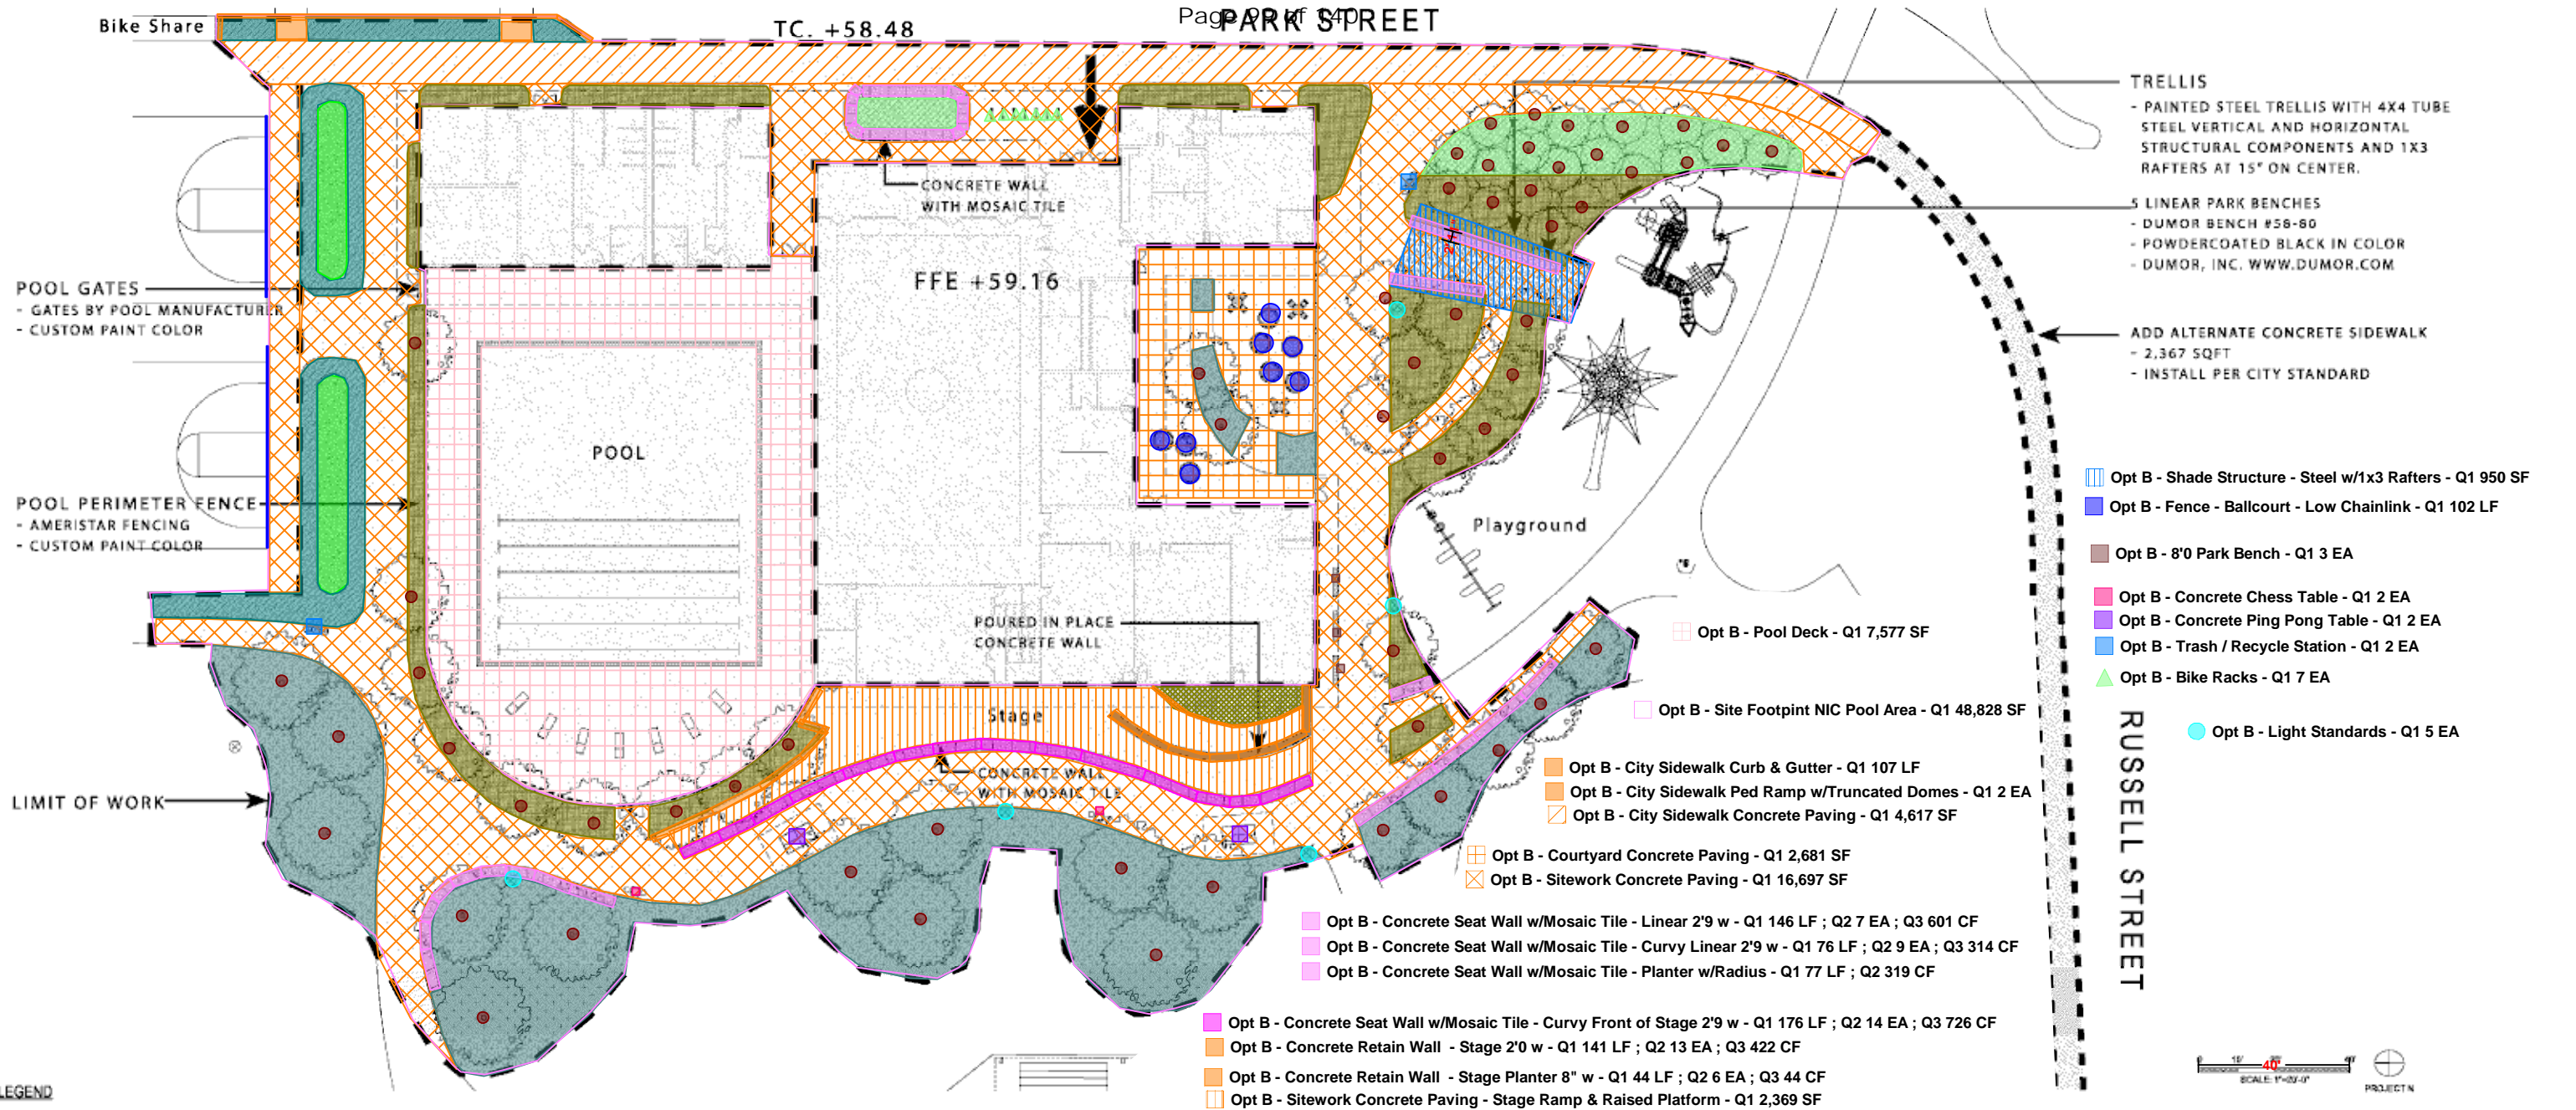 Page 99 of 140
PARK STREET
Bike Share
TC. +58.48
TRELLIS
- PAINTED STEEL TRELLIS WITH 4X4 TUBE
STEEL VERTICAL AND HORIZONTAL
STRUCTURAL COMPONENTS AND 1X3
RAFTERS AT 15" ON CENTER.
5 LINEAR PARK BENCHES
- DUMOR BENCH #58-80
- POWDERCOATED BLACK IN COLOR
- DUMOR, INC. WWW.DUMOR.COM
ADD ALTERNATE CONCRETE SIDEWALK
- 2,367 SQFT
- INSTALL PER CITY STANDARD
CONCRETE WALL
WITH MOSAIC TILE
FFE +59.16
POOL GATES
- GATES BY POOL MANUFACTURER
- CUSTOM PAINT COLOR
POOL
POOL PERIMETER FENCE
- AMERISTAR FENCING
- CUSTOM PAINT COLOR
Playground
POURED IN PLACE
CONCRETE WALL
Stage
CONCRETE WALL
WITH MOSAIC TILE
LIMIT OF WORK
Opt B - Shade Structure - Steel w/1x3 Rafters - Q1 950 SF
Opt B - Fence - Ballcourt - Low Chainlink - Q1 102 LF
Opt B - 8'0 Park Bench - Q1 3 EA
Opt B - Concrete Chess Table - Q1 2 EA
Opt B - Concrete Ping Pong Table - Q1 2 EA
Opt B - Trash / Recycle Station - Q1 2 EA
Opt B - Bike Racks - Q1 7 EA
Opt B - Light Standards - Q1 5 EA
Opt B - Pool Deck - Q1 7,577 SF
Opt B - Site Footpint NIC Pool Area - Q1 48,828 SF
Opt B - City Sidewalk Curb & Gutter - Q1 107 LF
Opt B - City Sidewalk Ped Ramp w/Truncated Domes - Q1 2 EA
Opt B - City Sidewalk Concrete Paving - Q1 4,617 SF
Opt B - Courtyard Concrete Paving - Q1 2,681 SF
Opt B - Sitework Concrete Paving - Q1 16,697 SF
Opt B - Concrete Seat Wall w/Mosaic Tile - Linear 2'9 w - Q1 146 LF ; Q2 7 EA ; Q3 601 CF
Opt B - Concrete Seat Wall w/Mosaic Tile - Curvy Linear 2'9 w - Q1 76 LF ; Q2 9 EA ; Q3 314 CF
Opt B - Concrete Seat Wall w/Mosaic Tile - Planter w/Radius - Q1 77 LF ; Q2 319 CF
Opt B - Concrete Seat Wall w/Mosaic Tile - Curvy Front of Stage 2'9 w - Q1 176 LF ; Q2 14 EA ; Q3 726 CF
Opt B - Concrete Retain Wall - Stage 2'0 w - Q1 141 LF ; Q2 13 EA ; Q3 422 CF
Opt B - Concrete Retain Wall - Stage Planter 8" w - Q1 44 LF ; Q2 6 EA ; Q3 44 CF
Opt B - Sitework Concrete Paving - Stage Ramp & Raised Platform - Q1 2,369 SF
RUSSELL STREET
40'
SCALE: 1"=20'-0"
PROJECT N
LEGEND